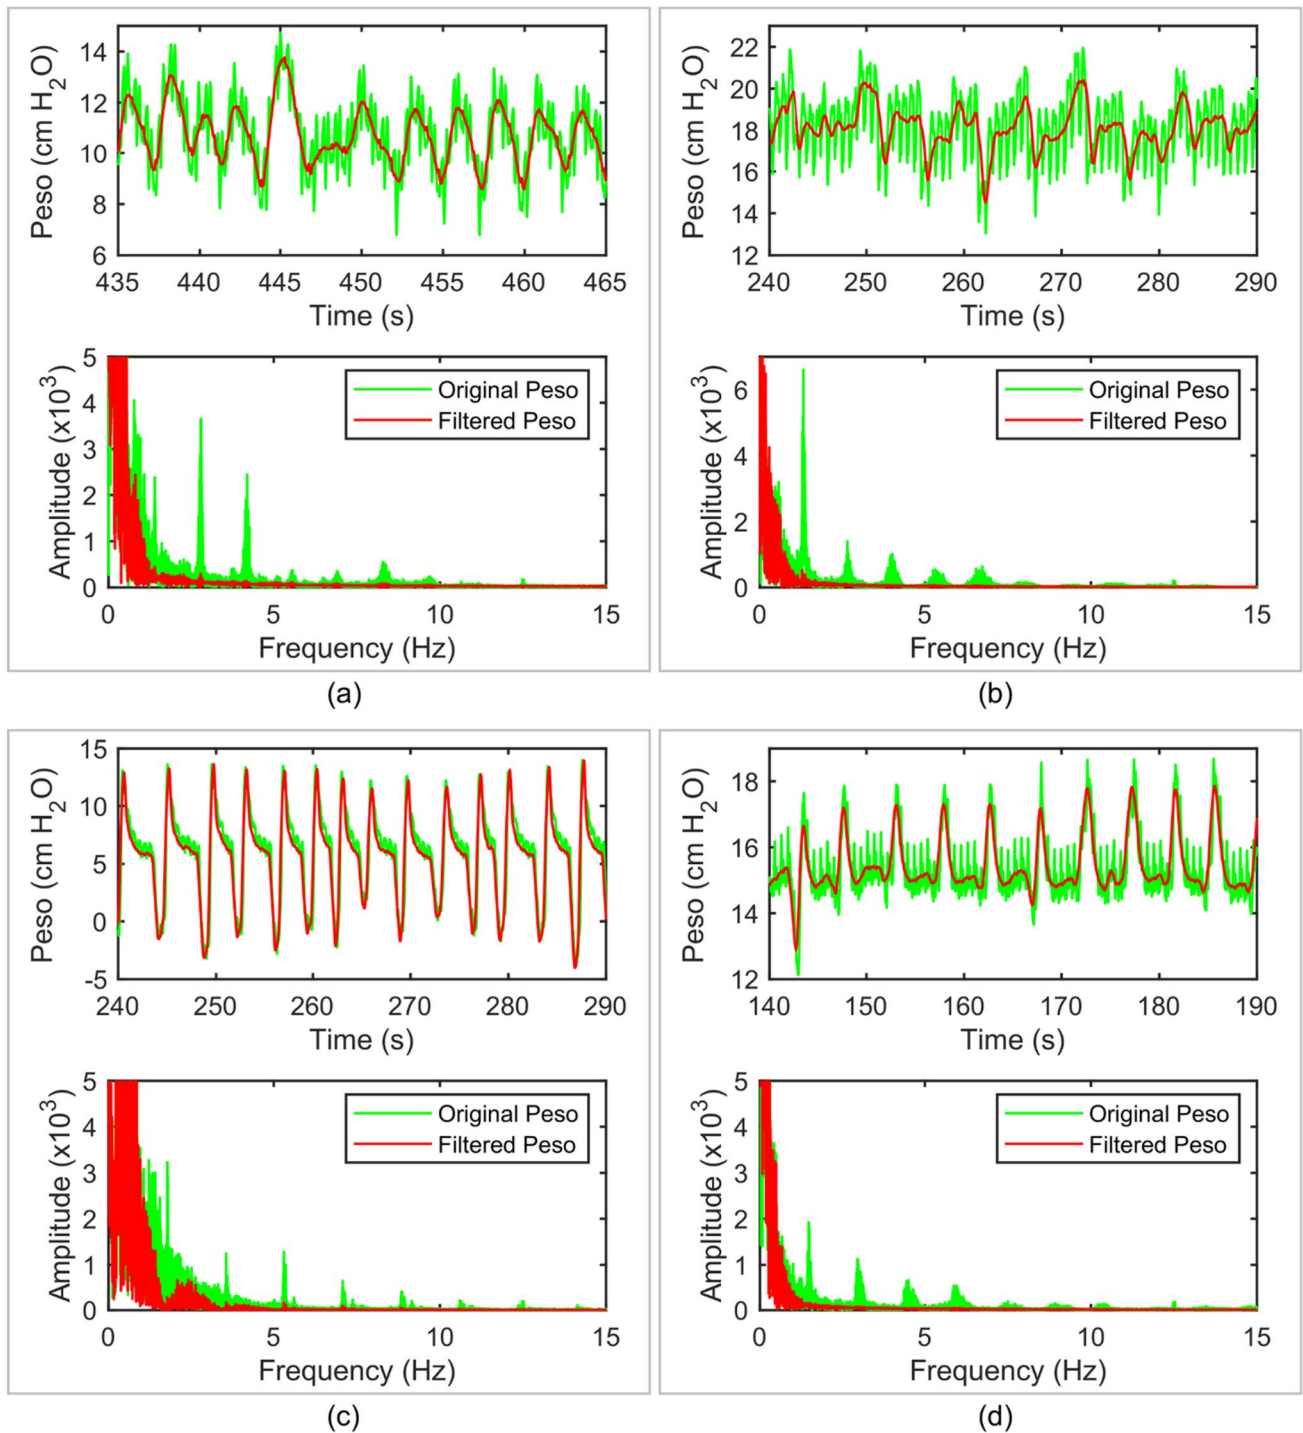 Peso (cm H2O)
14
12
10
8
6
435 440 445 450 455 460 465
Time (s)
Amplitude (x10^3)
5
4
3
2
1
0
Original Peso
Filtered Peso
0 5 10 15
Frequency (Hz)
(a)
Peso (cm H2O)
22
20
18
16
14
12
240 250 260 270 280 290
Time (s)
Amplitude (x10^3)
6
4
2
0
Original Peso
Filtered Peso
0 5 10 15
Frequency (Hz)
(b)
Peso (cm H2O)
15
10
5
0
-5
240 250 260 270 280 290
Time (s)
Amplitude (x10^3)
5
4
3
2
1
0
Original Peso
Filtered Peso
0 5 10 15
Frequency (Hz)
(c)
Peso (cm H2O)
18
16
14
12
140 150 160 170 180 190
Time (s)
Amplitude (x10^3)
5
4
3
2
1
0
Original Peso
Filtered Peso
0 5 10 15
Frequency (Hz)
(d)